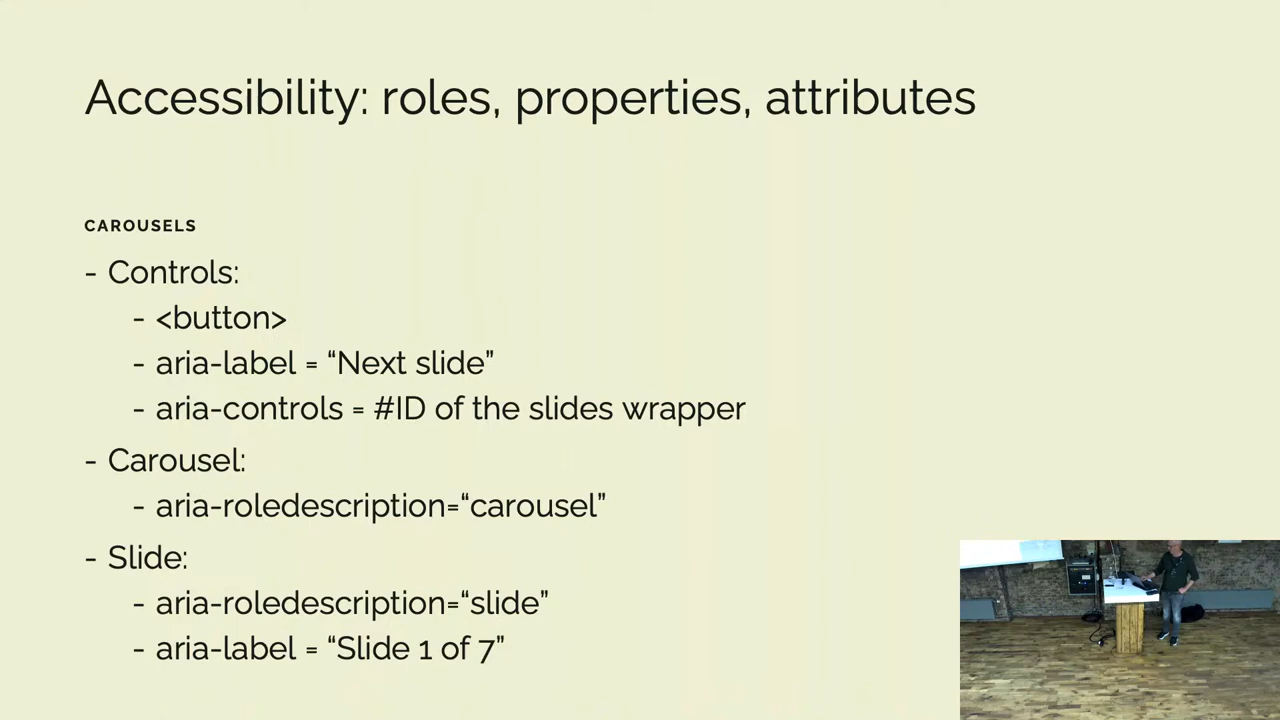 Accessibility: roles, properties, attributes
CAROUSELS
- Controls:
- <button>
- aria-label = “Next slide”
- aria-controls = #ID of the slides wrapper
- Carousel:
- aria-roledescription=“carousel”
- Slide:
- aria-roledescription=“slide”
- aria-label = “Slide 1 of 7”